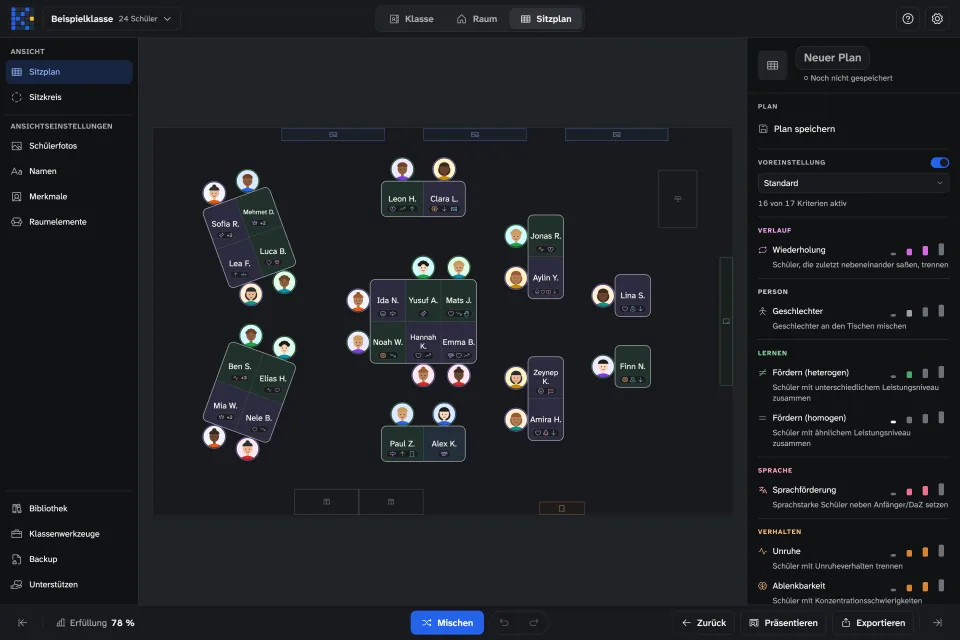 Beispielklasse 24 Schüler
Klasse
Raum
Sitzplan
ANSICHT
Sitzplan
Sitzkreis
ANSICHTSEINSTELLUNGEN
Schülerfotos
Aa Namen
Merkmale
Raumelemente
Bibliothek
Klassenwerkzeuge
Backup
Unterstützen
Sofia R.
+2
Mehmet D.
+2
Lea F.
Luca B.
Leon H.
Clara L.
Jonas R.
Aylin Y.
Ida N.
Yusuf A.
Mats J.
Noah W.
Hannah K.
Emma B.
Lina S.
Finn N.
Ben S.
+3
Elias H.
Mia W.
+2
Nele B.
Zeynep K.
Amira H.
Paul Z.
Alex K.
Neuer Plan
Noch nicht gespeichert
PLAN
Plan speichern
VOREINSTELLUNG
Standard
16 von 17 Kriterien aktiv
VERLAUF
Wiederholung
Schüler, die zuletzt nebeneinander saßen, trennen
PERSON
Geschlechter
Geschlechter an den Tischen mischen
LERNEN
Fördern (heterogen)
Schüler mit unterschiedlichem Leistungsniveau
zusammen
Fördern (homogen)
Schüler mit ähnlichem Leistungsniveau
zusammen
SPRACHE
Sprachförderung
Sprachstarke Schüler neben Anfänger/DaZ setzen
VERHALTEN
Unruhe
Schüler mit Unruheverhalten trennen
Ablenkbarkeit
Schüler mit Konzentrationsschwierigkeiten
Erfüllung 78 %
Mischen
Zurück
Präsentieren
Exportieren